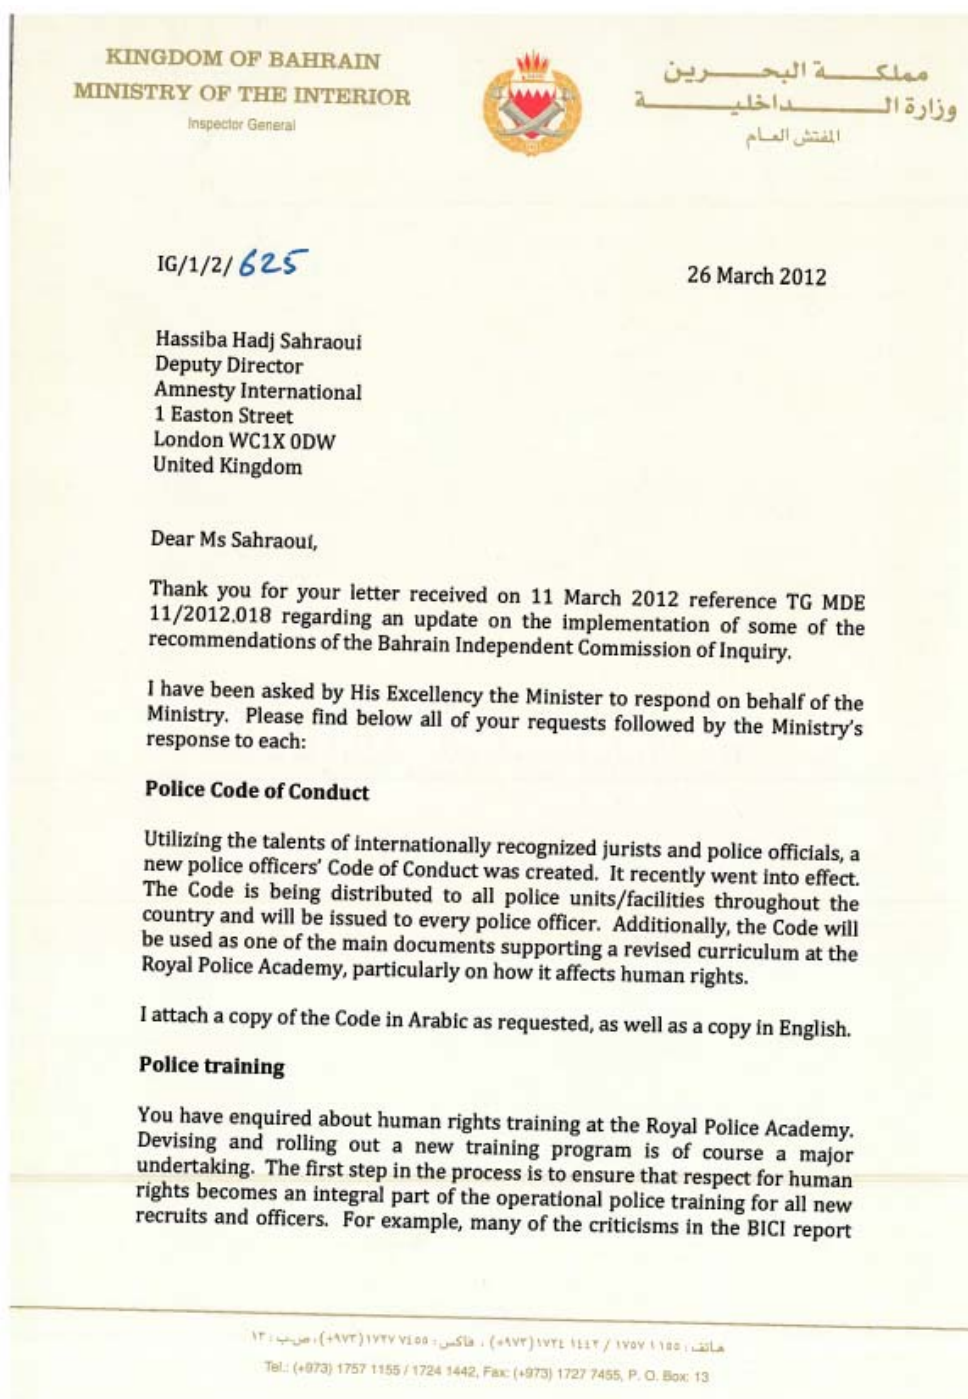 KINGDOM OF BAHRAIN
MINISTRY OF THE INTERIOR
Inspector General
مملكة البحرين
وزارة الداخلية
المفتش العام
IG/1/2/ 625
26 March 2012
Hassiba Hadj Sahraoui
Deputy Director
Amnesty International
1 Easton Street
London WC1X 0DW
United Kingdom
Dear Ms Sahraoui,
Thank you for your letter received on 11 March 2012 reference TG MDE
11/2012.018 regarding an update on the implementation of some of the
recommendations of the Bahrain Independent Commission of Inquiry.
I have been asked by His Excellency the Minister to respond on behalf of the
Ministry. Please find below all of your requests followed by the Ministry's
response to each:
Police Code of Conduct
Utilizing the talents of internationally recognized jurists and police officials, a
new police officers' Code of Conduct was created. It recently went into effect.
The Code is being distributed to all police units/facilities throughout the
country and will be issued to every police officer. Additionally, the Code will
be used as one of the main documents supporting a revised curriculum at the
Royal Police Academy, particularly on how it affects human rights.
I attach a copy of the Code in Arabic as requested, as well as a copy in English.
Police training
You have enquired about human rights training at the Royal Police Academy.
Devising and rolling out a new training program is of course a major
undertaking. The first step in the process is to ensure that respect for human
rights becomes an integral part of the operational police training for all new
recruits and officers. For example, many of the criticisms in the BICI report
هاتف: ١١٥٥ ١٧٥٧ / ١٤٤٢ ١٧٢٤ (٩٧٣+) ، فاكس: ٧٤٥٥ ١٧٢٧ (٩٧٣+)، ص.ب: ١٣
Tel.: (+973) 1757 1155 / 1724 1442, Fax: (+973) 1727 7455, P. O. Box: 13